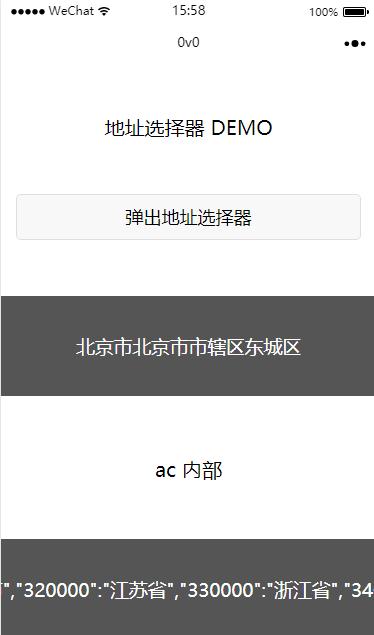 WeChat 15:58 100%
0v0
地址选择器 DEMO
弹出地址选择器
北京市北京市市辖区东城区
ac 内部
","320000":"江苏省","330000":"浙江省","34